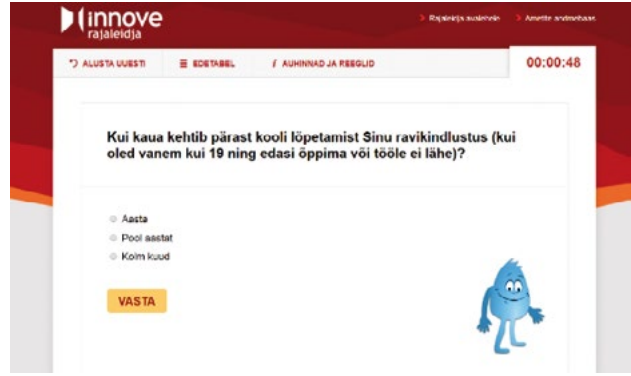 innove
rajaleidja
Rajaleidja avalehele
Ametite andmebaas
ALUSTA UUESTI
EDETABEL
AUHINNAD JA REEGLID
00:00:48
Kui kaua kehtib pärast kooli lõpetamist Sinu ravikindlustus (kui
oled vanem kui 19 ning edasi õppima või tööle ei lähe)?
Aasta
Pool aastat
Kolm kuud
VASTA